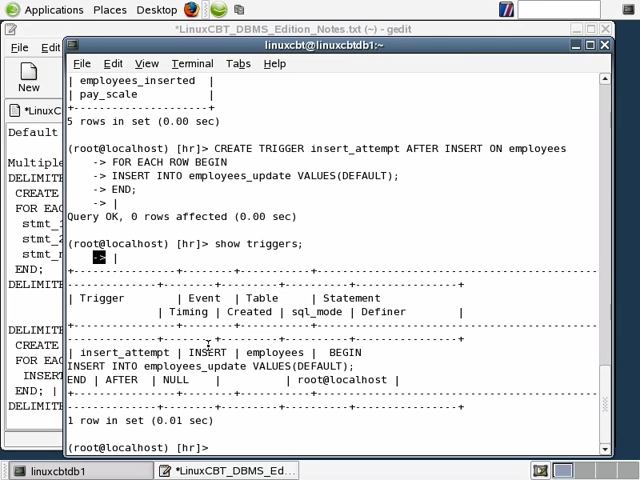 Applications Places Desktop
*LinuxCBT_DBMS_Edition_Notes.txt (~) - gedit
linuxcbt@linuxcbtdb1:~
File Edi
File Edit View Terminal Tabs Help
New
*LinuxC
Default
Multiple
DELIMITE
CREATE
FOR EAC
stmt_1
stmt_2
stmt_n
END;
DELIMITE
DELIMITE
CREATE
FOR EAC
INSER
END; |
DELIMITE
| employees_inserted |
| pay_scale |
+--------------------+
5 rows in set (0.00 sec)
(root@localhost) [hr]> CREATE TRIGGER insert_attempt AFTER INSERT ON employees
-> FOR EACH ROW BEGIN
-> INSERT INTO employees_update VALUES(DEFAULT);
-> END;
-> |
Query OK, 0 rows affected (0.00 sec)
(root@localhost) [hr]> show triggers;
-> |
| Trigger | Event | Table | Statement
| Timing | Created | sql_mode | Definer |
| insert_attempt | INSERT | employees | BEGIN
INSERT INTO employees_update VALUES(DEFAULT);
END | AFTER | NULL | | root@localhost |
1 row in set (0.01 sec)
(root@localhost) [hr]>
linuxcbtdb1
*LinuxCBT_DBMS_Ed...